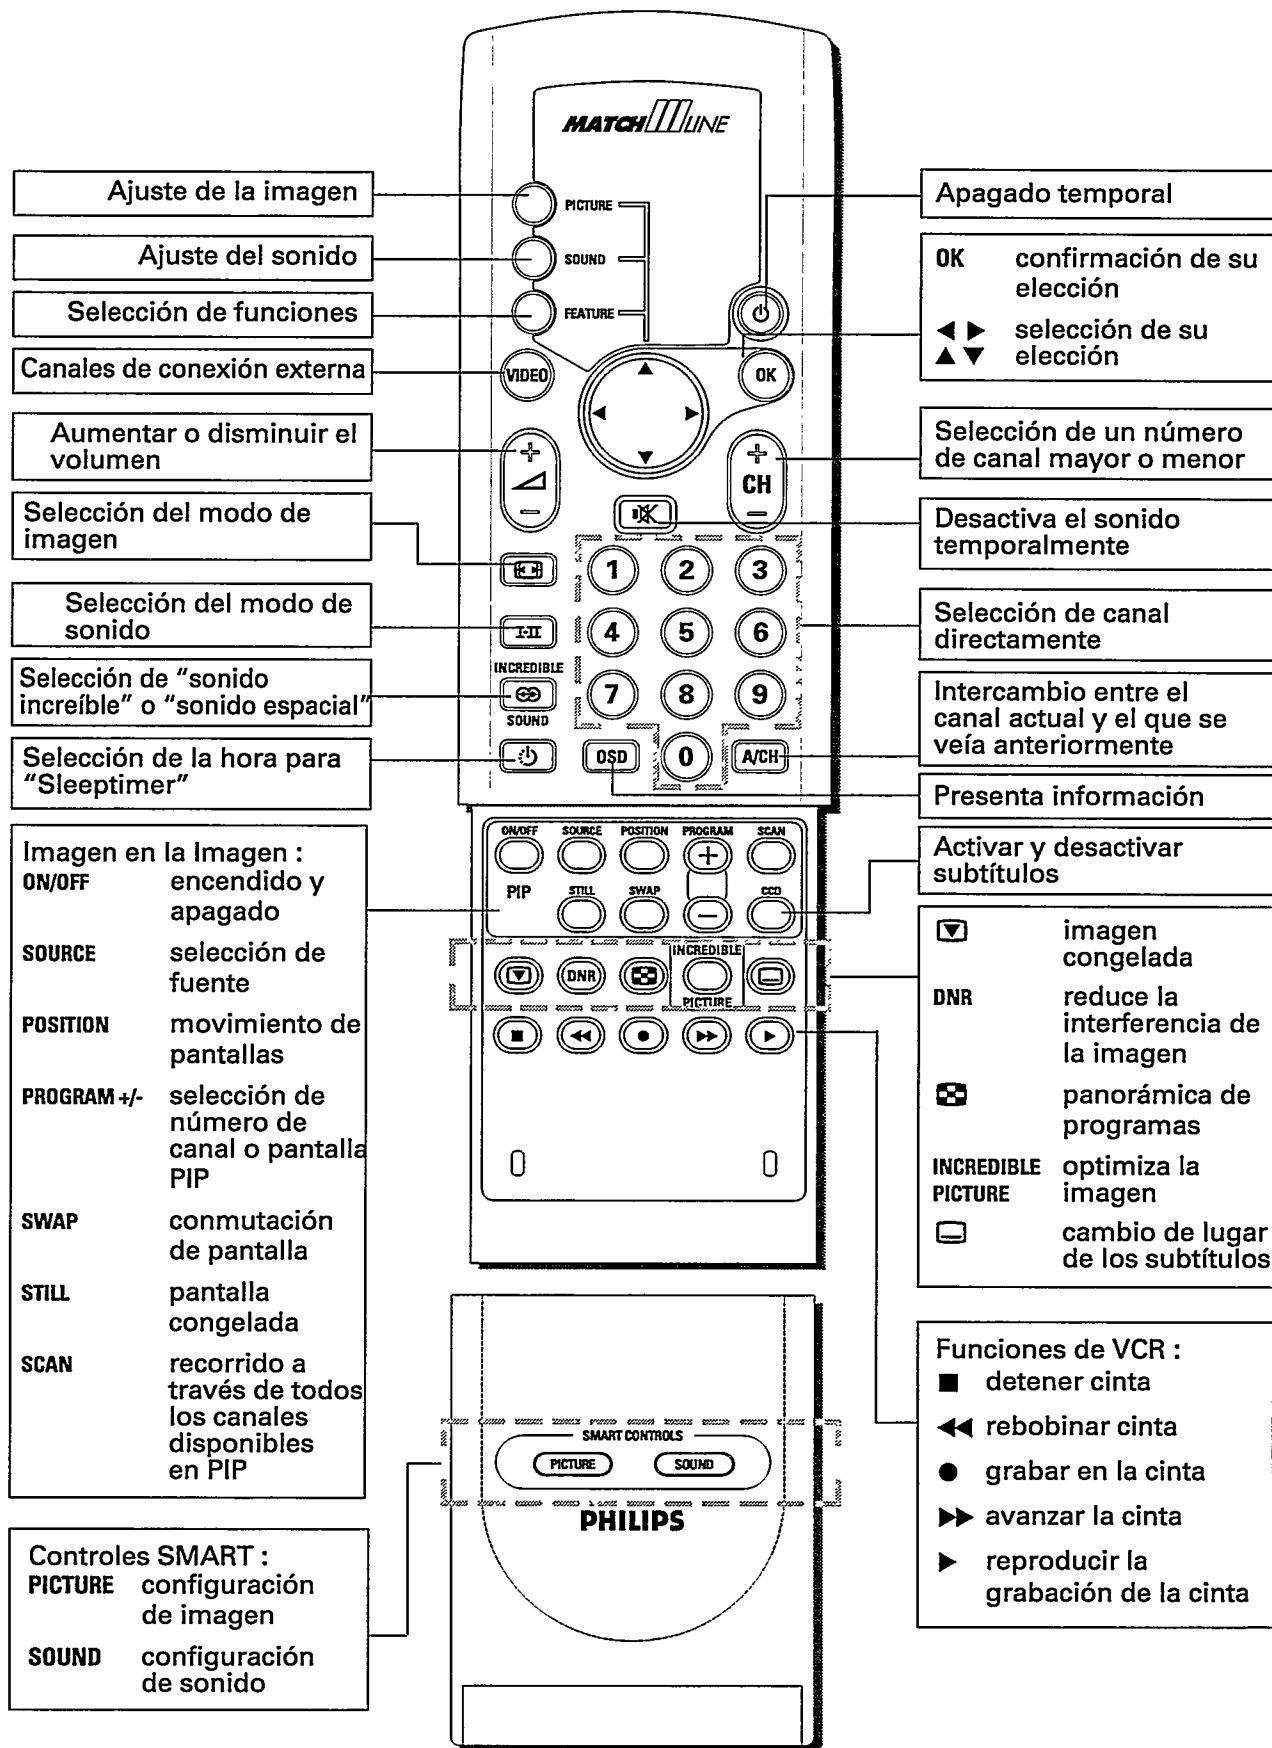 MATCH LINE
Ajuste de la imagen
Ajuste del sonido
Selección de funciones
Canales de conexión externa
Aumentar o disminuir el
volumen
Selección del modo de
imagen
Selección del modo de
sonido
Selección de "sonido
increíble" o "sonido espacial"
Selección de la hora para
"Sleeptimer"
Imagen en la Imagen :
ON/OFF encendido y
apagado
SOURCE selección de
fuente
POSITION movimiento de
pantallas
PROGRAM +/- selección de
número de
canal o pantalla
PIP
SWAP conmutación
de pantalla
STILL pantalla
congelada
SCAN recorrido a
través de todos
los canales
disponibles
en PIP
Controles SMART :
PICTURE configuración
de imagen
SOUND configuración
de sonido
PICTURE
SOUND
FEATURE
VIDEO
OK
+
CH
+
-
-
1 2 3
4 5 6
7 8 9
0
I-II
INCREDIBLE
SOUND
OSD
A/CH
ON/OFF SOURCE POSITION PROGRAM SCAN
+
PIP STILL SWAP CCD
-
INCREDIBLE
DNR
PICTURE
SMART CONTROLS
PICTURE SOUND
PHILIPS
Apagado temporal
OK confirmación de su
elección
◀ ▶ selección de su
▲ ▼ elección
Selección de un número
de canal mayor o menor
Desactiva el sonido
temporalmente
Selección de canal
directamente
Intercambio entre el
canal actual y el que se
veía anteriormente
Presenta información
Activar y desactivar
subtítulos
imagen
congelada
DNR reduce la
interferencia de
la imagen
panorámica de
programas
INCREDIBLE optimiza la
PICTURE imagen
cambio de lugar
de los subtítulos
Funciones de VCR :
■ detener cinta
◀◀ rebobinar cinta
● grabar en la cinta
▶▶ avanzar la cinta
▶ reproducir la
grabación de la cinta